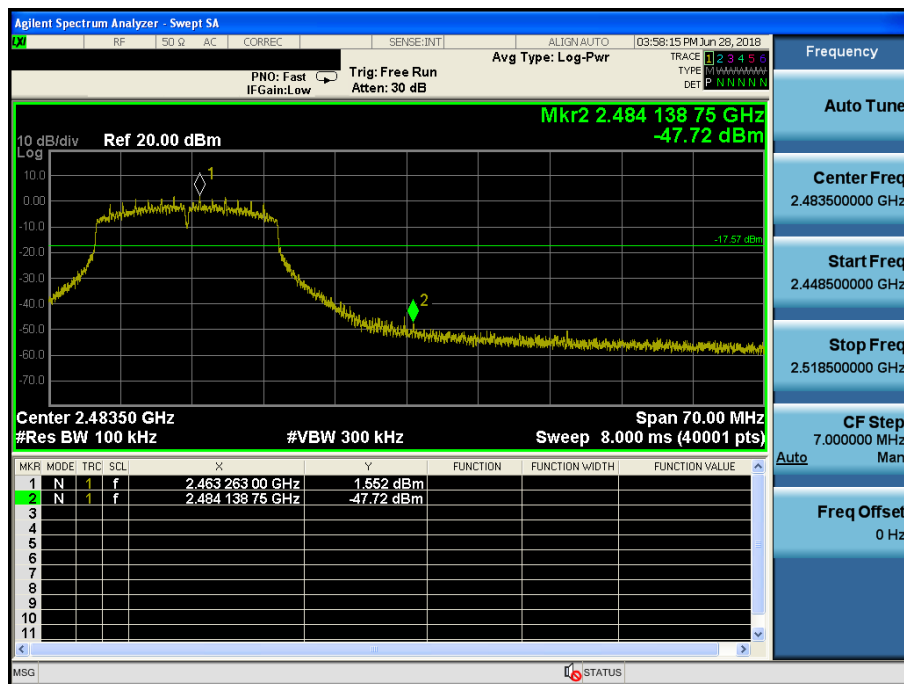 Agilent Spectrum Analyzer - Swept SA
LXI RF 50 Ω AC CORREC SENSE:INT ALIGN AUTO 03:58:15 PM Jun 28, 2018
Avg Type: Log-Pwr
TRACE 1 2 3 4 5 6
TYPE M W W W W W
DET P N N N N N
PNO: Fast
IFGain:Low
Trig: Free Run
Atten: 30 dB
Mkr2 2.484 138 75 GHz
-47.72 dBm
10 dB/div
Log
Ref 20.00 dBm
10.0
0.00
-10.0
-20.0
-30.0
-40.0
-50.0
-60.0
-70.0
1
-17.57 dBm
2
Center 2.48350 GHz
Span 70.00 MHz
#Res BW 100 kHz
#VBW 300 kHz
Sweep 8.000 ms (40001 pts)
MKR MODE TRC SCL X Y FUNCTION FUNCTION WIDTH FUNCTION VALUE
1 N 1 f 2.463 263 00 GHz 1.552 dBm
2 N 1 f 2.484 138 75 GHz -47.72 dBm
3
4
5
6
7
8
9
10
11
MSG
STATUS
Frequency
Auto Tune
Center Freq
2.483500000 GHz
Start Freq
2.448500000 GHz
Stop Freq
2.518500000 GHz
CF Step
7.000000 MHz
Auto Man
Freq Offset
0 Hz